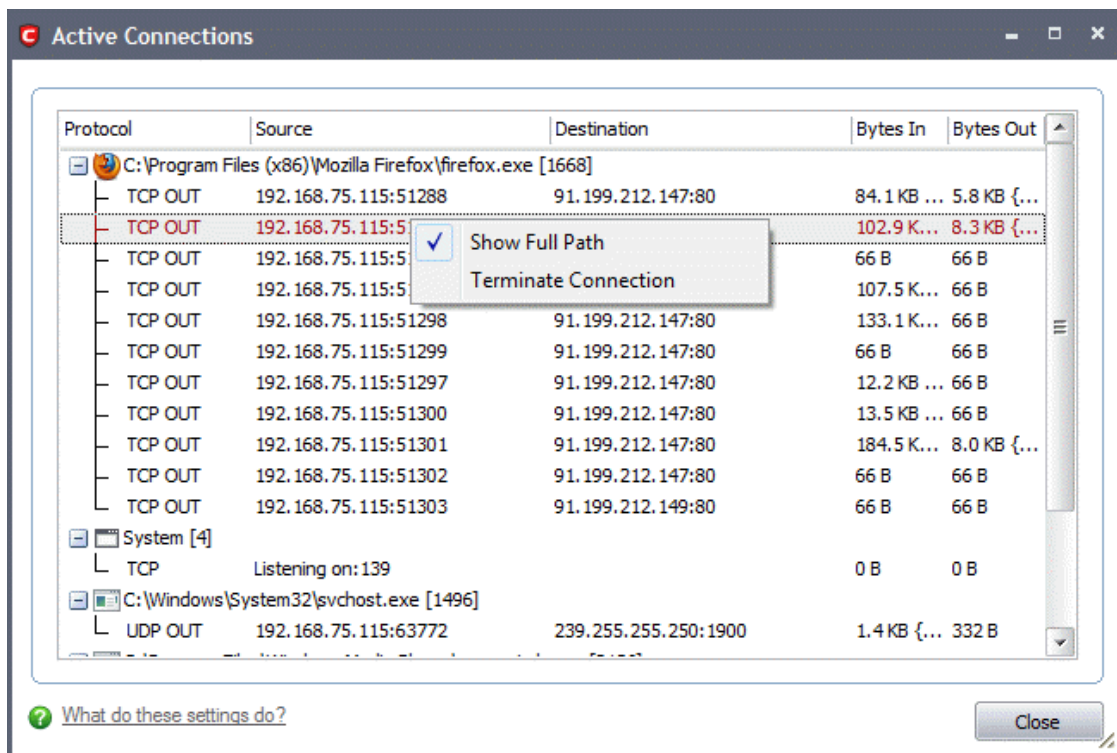 Active Connections
Protocol Source Destination Bytes In Bytes Out
C:\Program Files (x86)\Mozilla Firefox\firefox.exe [1668]
TCP OUT 192.168.75.115:51288 91.199.212.147:80 84.1 KB ... 5.8 KB {...
TCP OUT 192.168.75.115:5 102.9 K... 8.3 KB {...
Show Full Path
TCP OUT 192.168.75.115:5 66 B 66 B
Terminate Connection
TCP OUT 192.168.75.115:5 107.5 K... 66 B
TCP OUT 192.168.75.115:51298 91.199.212.147:80 133.1 K... 66 B
TCP OUT 192.168.75.115:51299 91.199.212.147:80 66 B 66 B
TCP OUT 192.168.75.115:51297 91.199.212.147:80 12.2 KB ... 66 B
TCP OUT 192.168.75.115:51300 91.199.212.147:80 13.5 KB ... 66 B
TCP OUT 192.168.75.115:51301 91.199.212.147:80 184.5 K... 8.0 KB {...
TCP OUT 192.168.75.115:51302 91.199.212.147:80 66 B 66 B
TCP OUT 192.168.75.115:51303 91.199.212.149:80 66 B 66 B
System [4]
TCP Listening on: 139 0 B 0 B
C:\Windows\System32\svchost.exe [1496]
UDP OUT 192.168.75.115:63772 239.255.255.250:1900 1.4 KB {... 332 B
What do these settings do?
Close